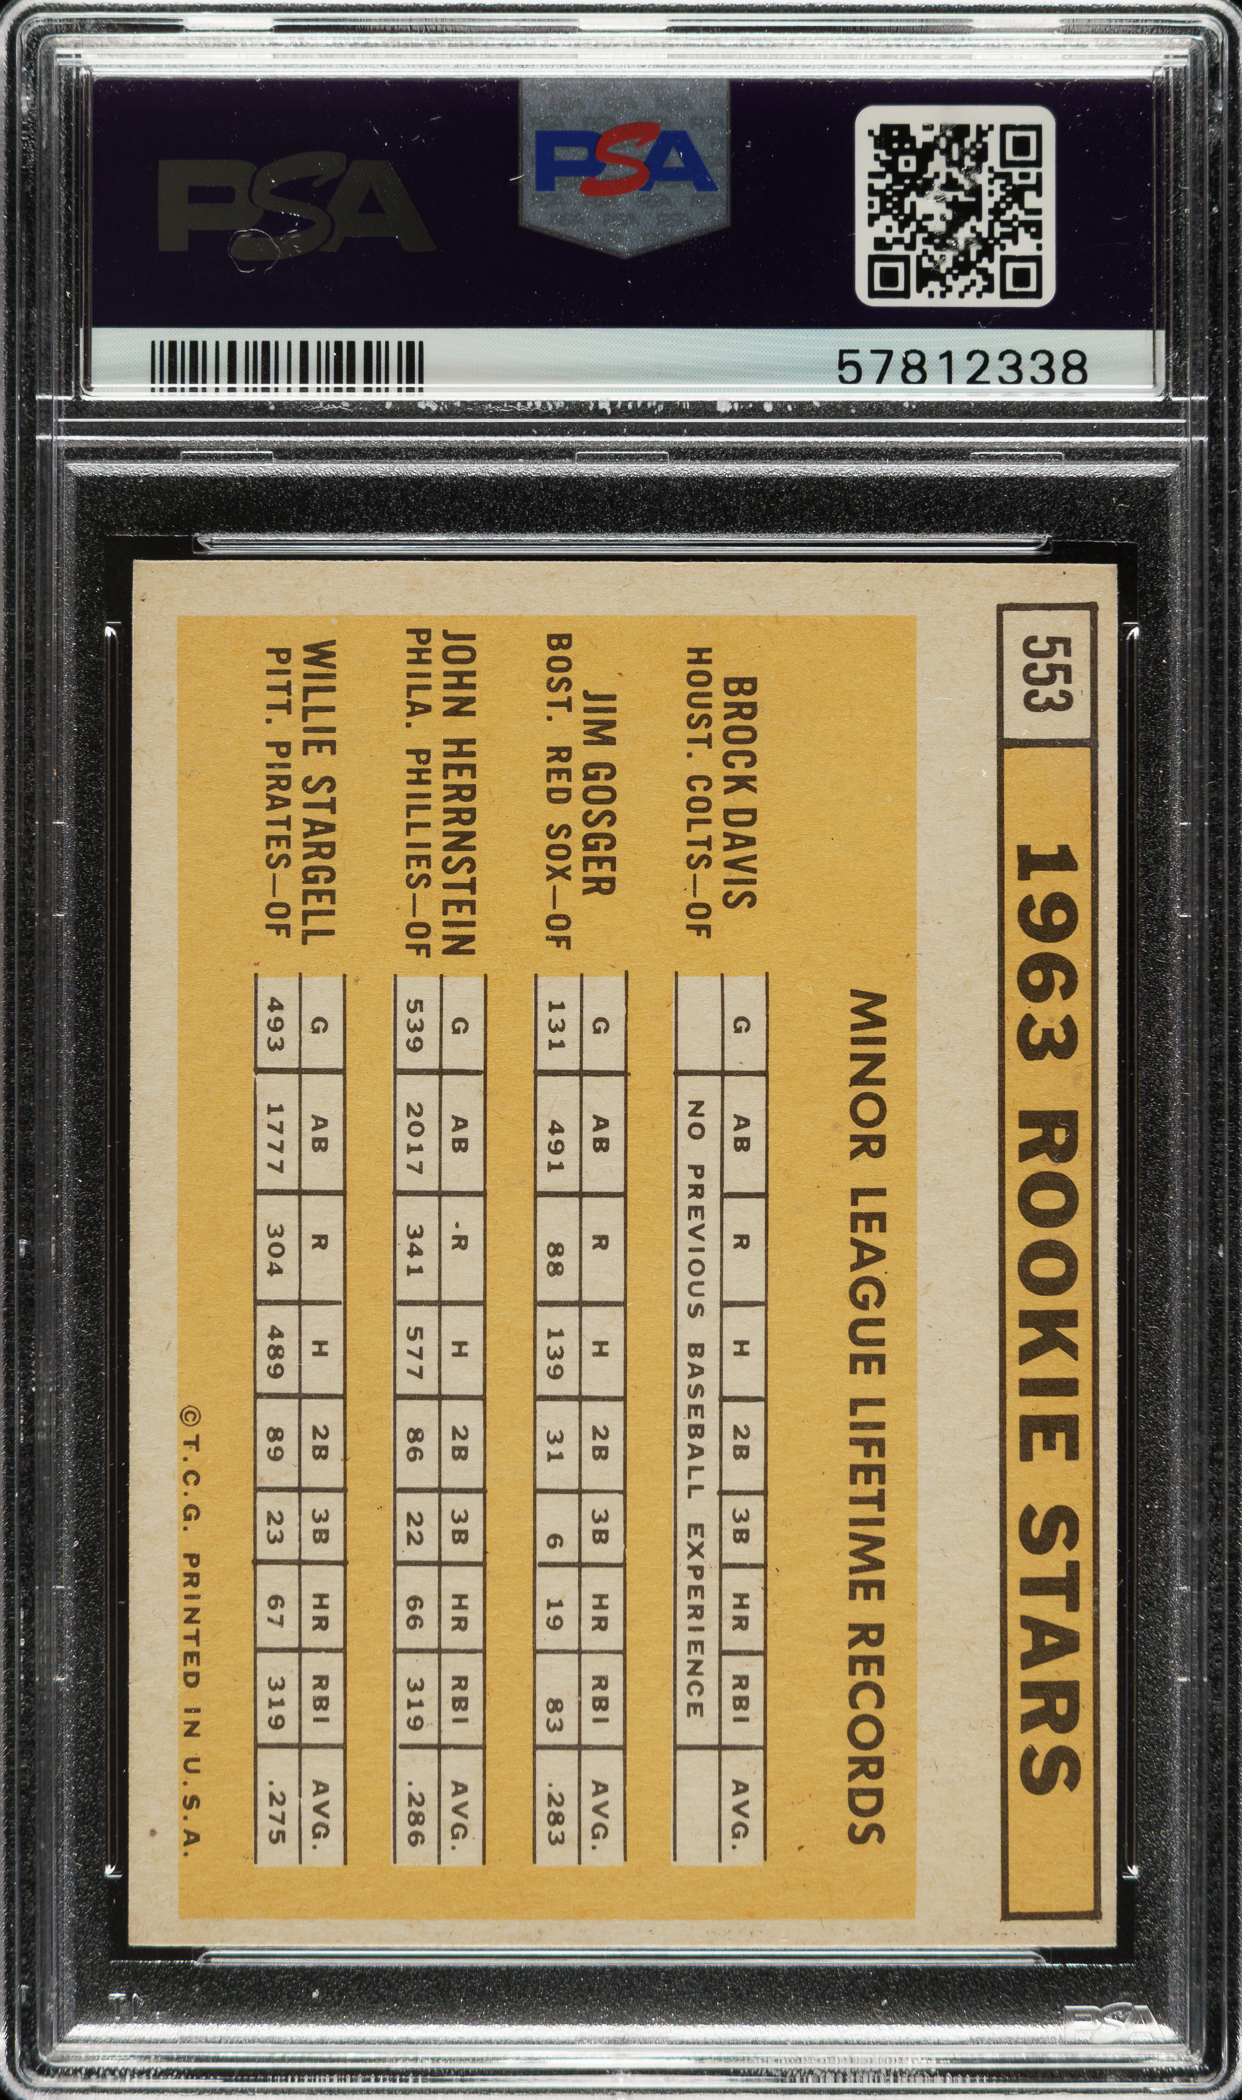 PSA
PSA
57812338
553
1963 ROOKIE STARS
MINOR LEAGUE LIFETIME RECORDS
BROCK DAVIS
HOUST. COLTS—OF
G AB R H 2B 3B HR RBI AVG.
NO PREVIOUS BASEBALL EXPERIENCE
JIM GOSGER
BOST. RED SOX—OF
G AB R H 2B 3B HR RBI AVG.
131 491 88 139 31 6 19 83 .283
JOHN HERRNSTEIN
PHILA. PHILLIES—OF
G AB R H 2B 3B HR RBI AVG.
539 2017 341 577 86 22 66 319 .286
WILLIE STARGELL
PITT. PIRATES—OF
G AB R H 2B 3B HR RBI AVG.
493 1777 304 489 89 23 67 319 .275
© T.C.G. PRINTED IN U.S.A.
PSA